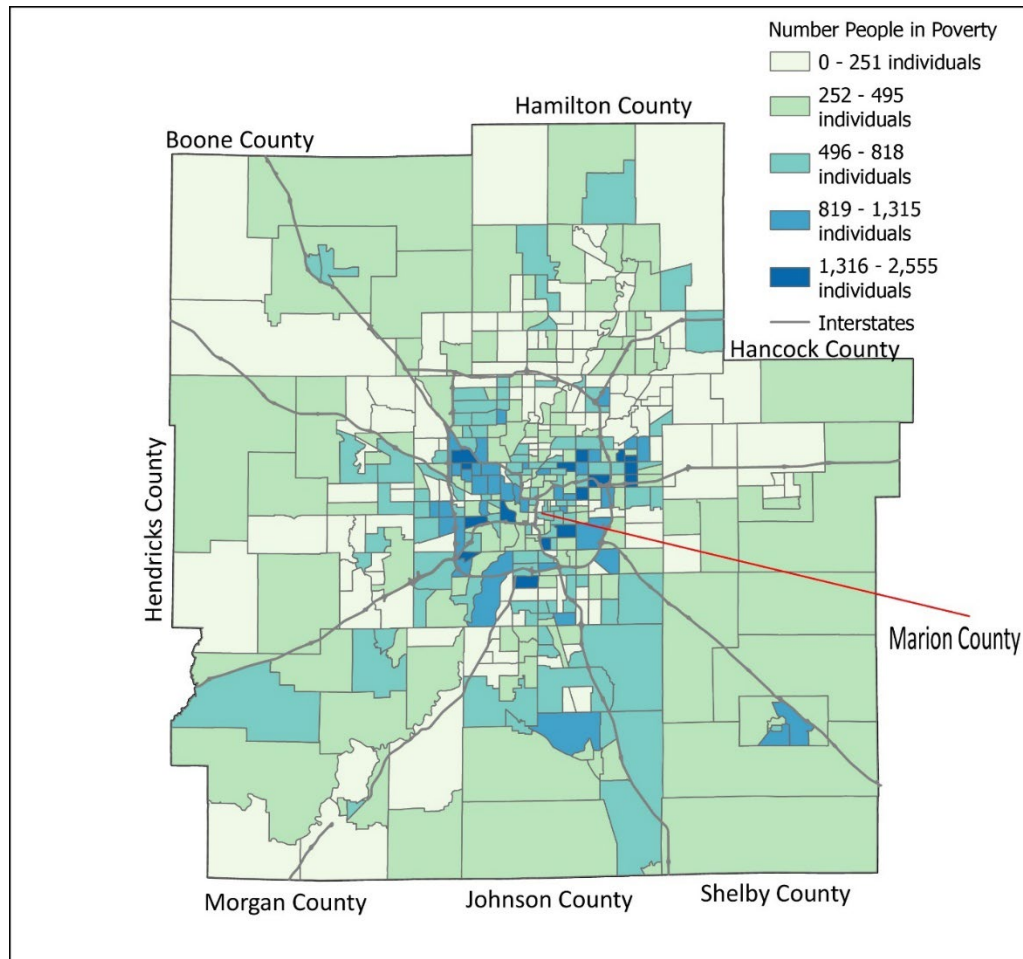 Number People in Poverty
0 - 251 individuals
252 - 495
individuals
496 - 818
individuals
819 - 1,315
individuals
1,316 - 2,555
individuals
Interstates
Hamilton County
Boone County
Hancock County
Hendricks County
Marion County
Morgan County
Johnson County
Shelby County